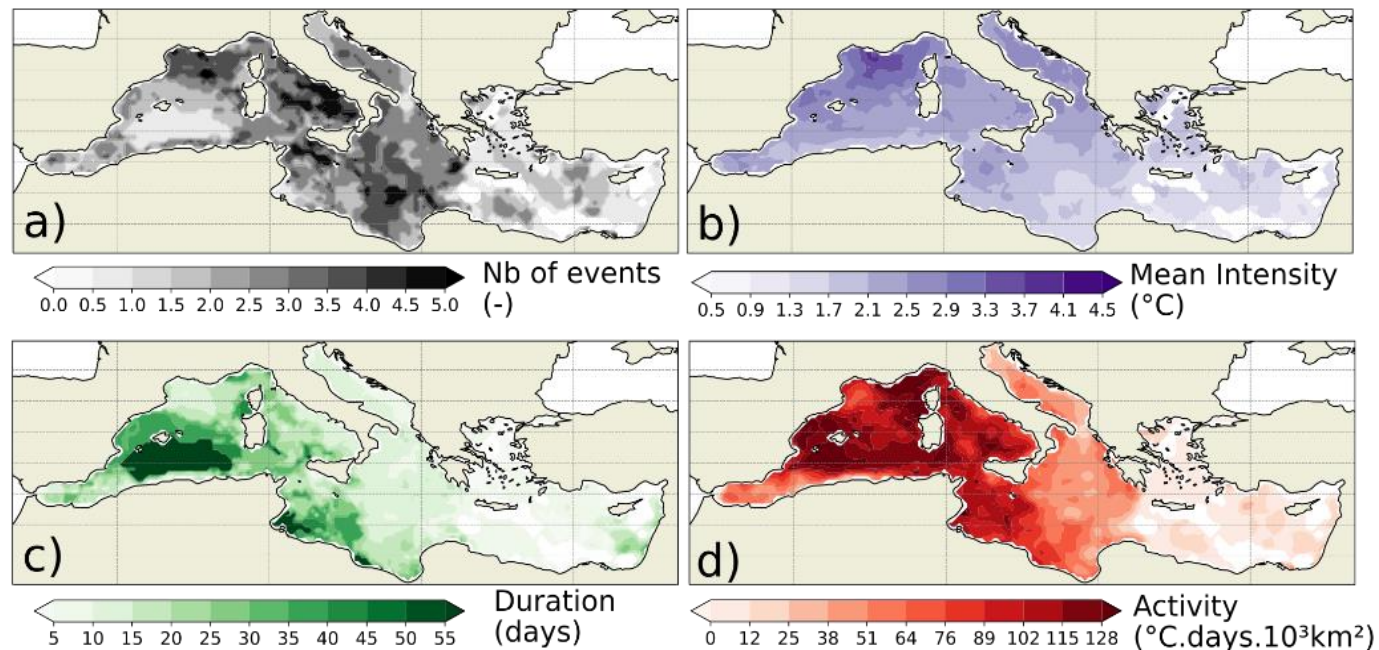 a)
0.0 0.5 1.0 1.5 2.0 2.5 3.0 3.5 4.0 4.5 5.0
Nb of events
(-)
b)
0.5 0.9 1.3 1.7 2.1 2.5 2.9 3.3 3.7 4.1 4.5
Mean Intensity
(°C)
c)
5 10 15 20 25 30 35 40 45 50 55
Duration
(days)
d)
0 12 25 38 51 64 76 89 102 115 128
Activity
(°C.days.10³km²)